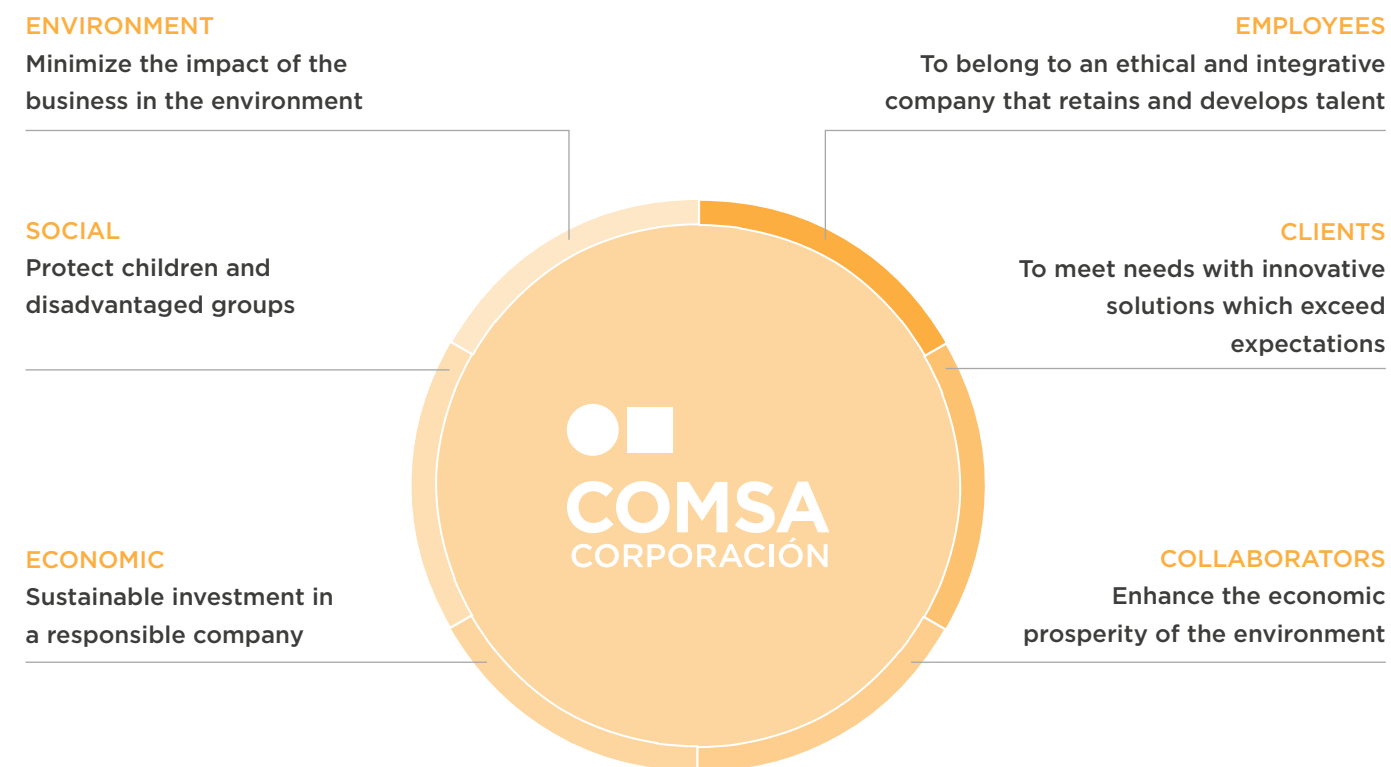 ENVIRONMENT
Minimize the impact of the
business in the environment
EMPLOYEES
To belong to an ethical and integrative
company that retains and develops talent
SOCIAL
Protect children and
disadvantaged groups
CLIENTS
To meet needs with innovative
solutions which exceed
expectations
COMSA
CORPORACIÓN
ECONOMIC
Sustainable investment in
a responsible company
COLLABORATORS
Enhance the economic
prosperity of the environment